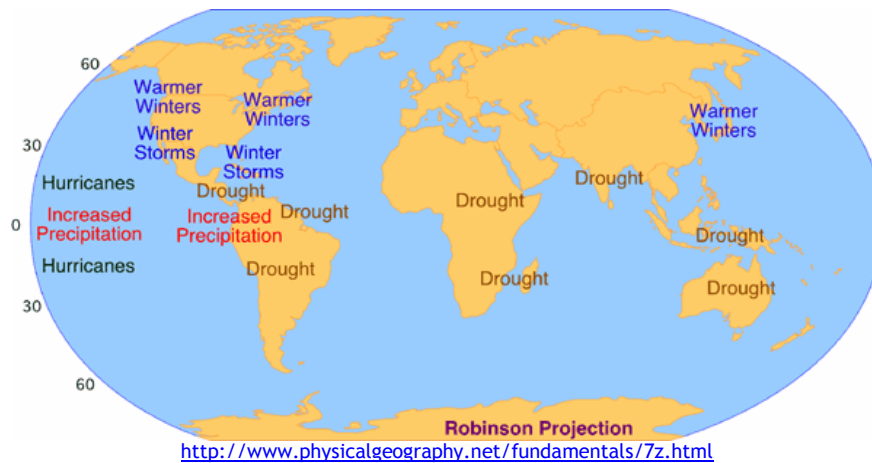 60
Warmer
Winters
Warmer
Winters
Warmer
Winters
Winter
Storms
30
Winter
Storms
Hurricanes
Drought
Drought
Drought
Drought
Increased
Precipitation
Increased
Precipitation
0
Drought
Drought
Hurricanes
Drought
Drought
Drought
30
60
Robinson Projection
http://www.physicalgeography.net/fundamentals/7z.html